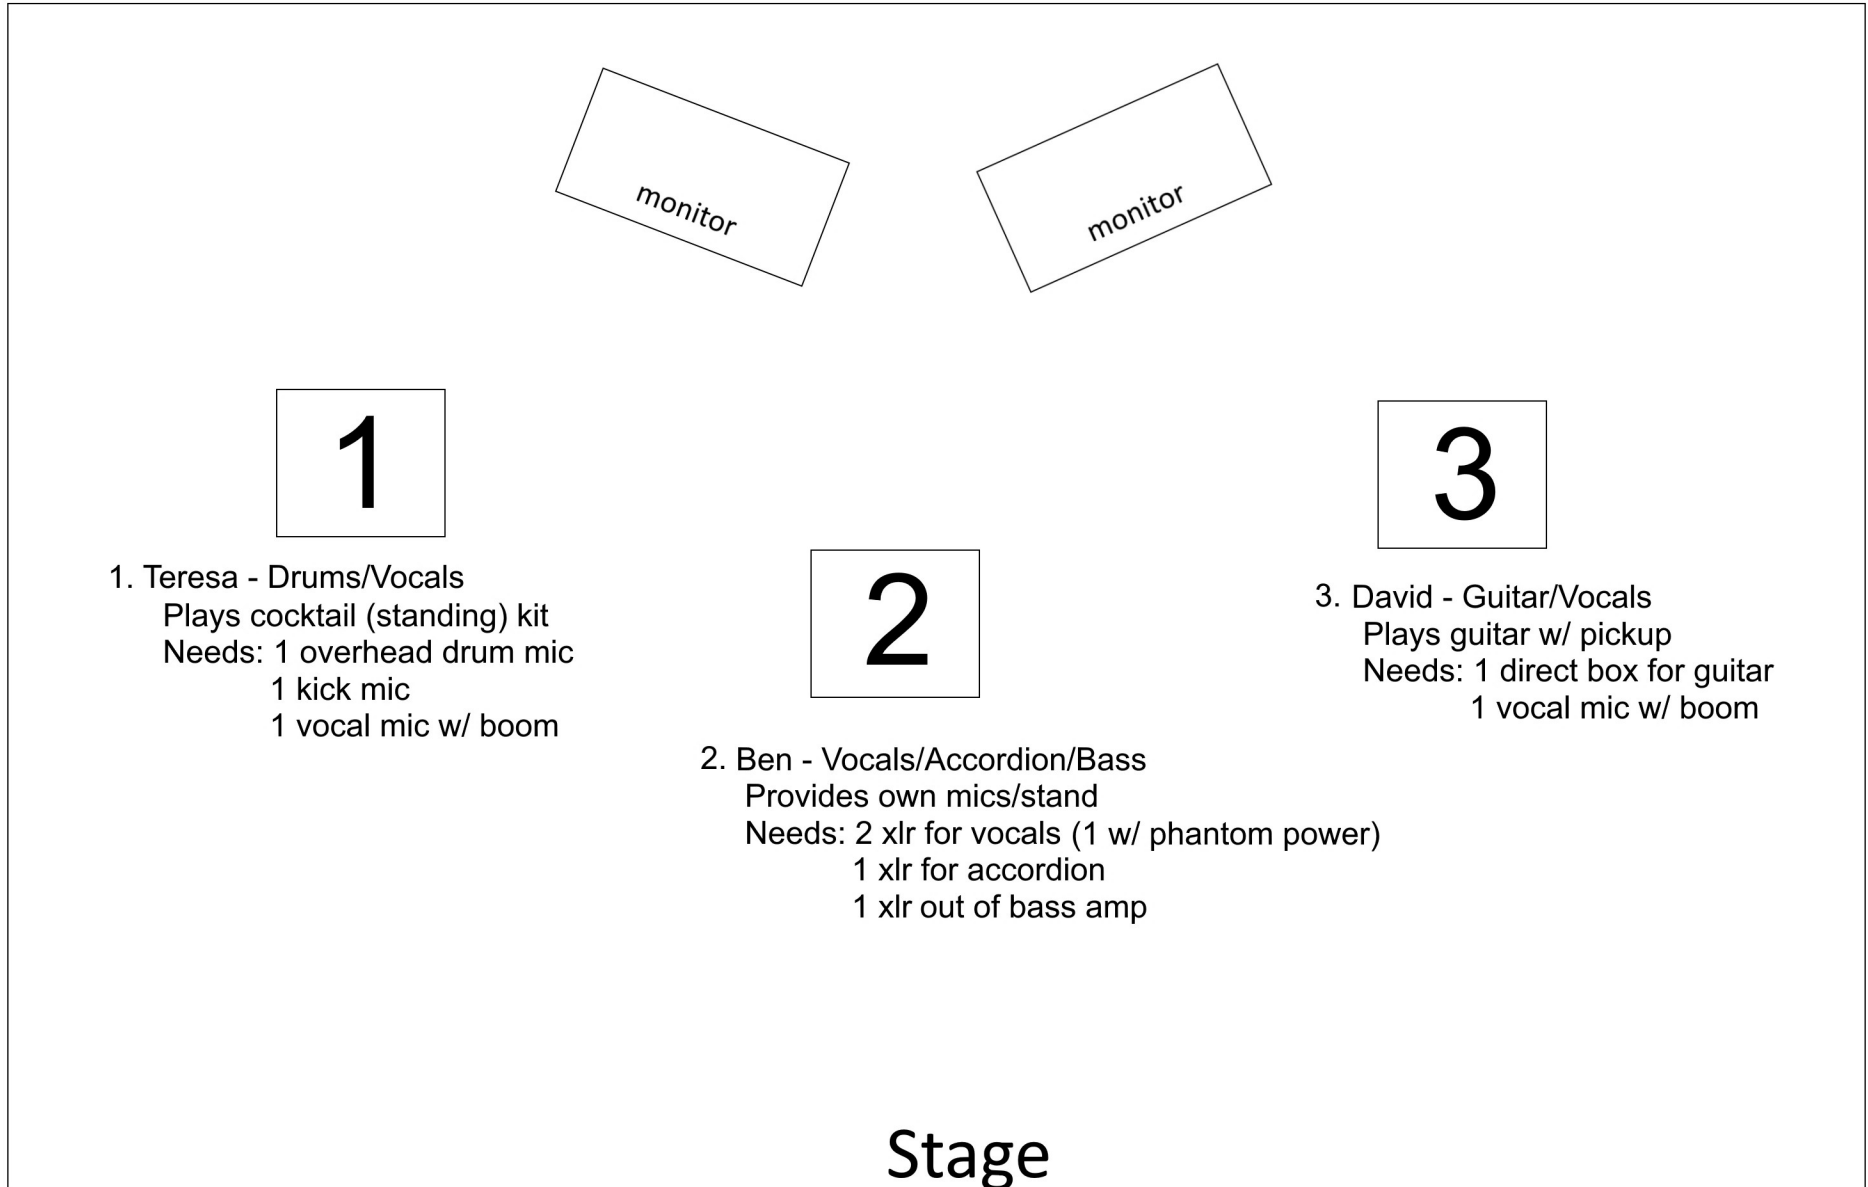 monitor
monitor
1
3
2
1. Teresa - Drums/Vocals
Plays cocktail (standing) kit
Needs: 1 overhead drum mic
1 kick mic
1 vocal mic w/ boom
3. David - Guitar/Vocals
Plays guitar w/ pickup
Needs: 1 direct box for guitar
1 vocal mic w/ boom
2. Ben - Vocals/Accordion/Bass
Provides own mics/stand
Needs: 2 xlr for vocals (1 w/ phantom power)
1 xlr for accordion
1 xlr out of bass amp
Stage